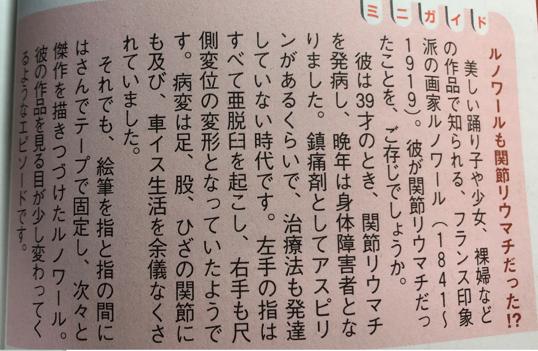 ミニガイド
ルノワールも関節リウマチだった!?
美しい踊り子や少女、裸婦など
の作品で知られる、フランス印象
派の画家ルノワール(1841〜
1919)。彼が関節リウマチだっ
たことを、ご存じでしょうか。
彼は39才のとき、関節リウマチ
を発病し、晩年は身体障害者とな
りました。鎮痛剤としてアスピリ
ンがあるくらいで、治療法も発達
していない時代です。左手の指は
すべて亜脱臼を起こし、右手も尺
側変位の変形となっていたようで
す。病変は足、股、ひざの関節に
も及び、車イス生活を余儀なくさ
れていました。
それでも、絵筆を指と指の間に
はさんでテープで固定し、次々と
傑作を描きつづけたルノワール。
彼の作品を見る目が少し変わってく
るようなエピソードです。